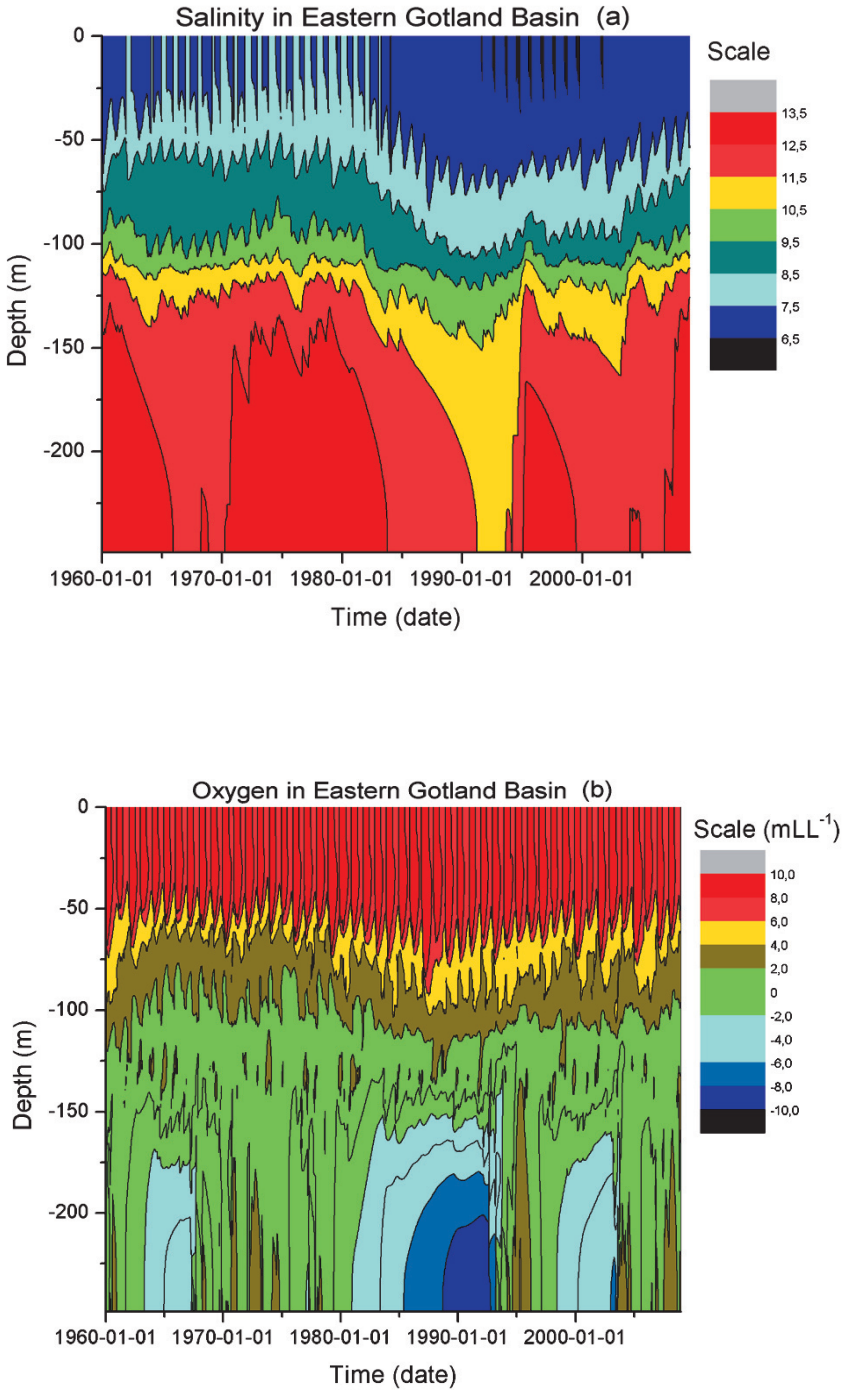 Salinity in Eastern Gotland Basin (a)
Scale
0
-50
-100
-150
-200
Depth (m)
13,5
12,5
11,5
10,5
9,5
8,5
7,5
6,5
1960-01-01 1970-01-01 1980-01-01 1990-01-01 2000-01-01
Time (date)
Oxygen in Eastern Gotland Basin (b)
Scale (mLL⁻¹)
0
-50
-100
-150
-200
Depth (m)
10,0
8,0
6,0
4,0
2,0
0
-2,0
-6,0
-8,0
-10,0
1960-01-01 1970-01-01 1980-01-01 1990-01-01 2000-01-01
Time (date)